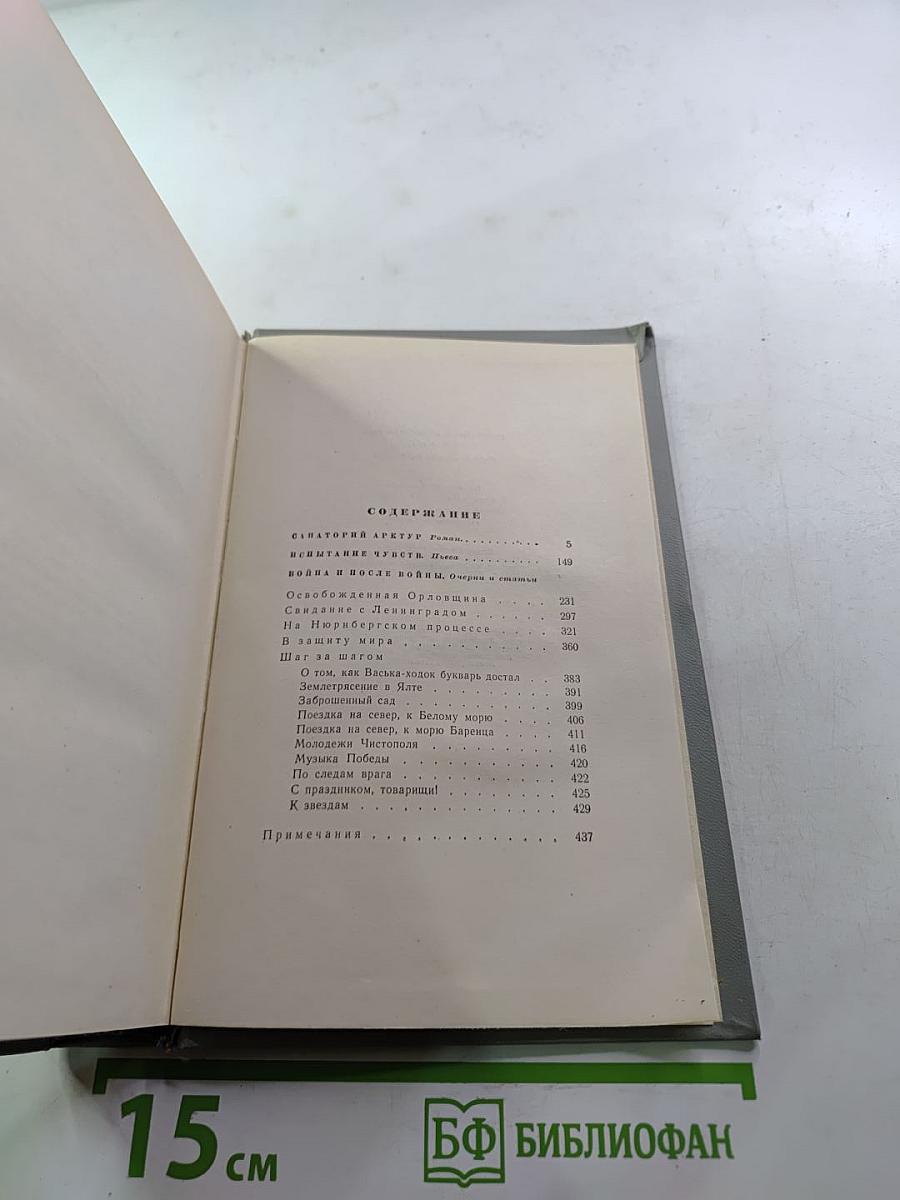 СОДЕРЖАНИЕ
САНАТОРИЙ АРКТУР Роман. . . . . . . . . 5
ИСПЫТАНИЕ ЧУВСТВ. Пьеса . . . . . . . . . . 149
ВОЙНА И ПОСЛЕ ВОЙНЫ. Очерки и статьи
Освобожденная Орловщина . . . . 231
Свидание с Ленинградом . . . . . . 297
На Нюрнбергском процессе . . . . 321
В защиту мира . . . . . . . . . . . 360
Шаг за шагом
О том, как Васька-ходок букварь достал . . 383
Землетрясение в Ялте . . . . . . . . . . 391
Заброшенный сад . . . . . . . . . . . . 399
Поездка на север, к Белому морю . . . . 406
Поездка на север, к морю Баренца . . . . 411
Молодежи Чистополя . . . . . . . . . . 416
Музыка Победы . . . . . . . . . . . . 420
По следам врага . . . . . . . . . . . . 422
С праздником, товарищи! . . . . . . . . 425
К звездам . . . . . . . . . . . . . . 429
Примечания . . . . . . . . . . . . . 437
15 см
БФ БИБЛИОФАН